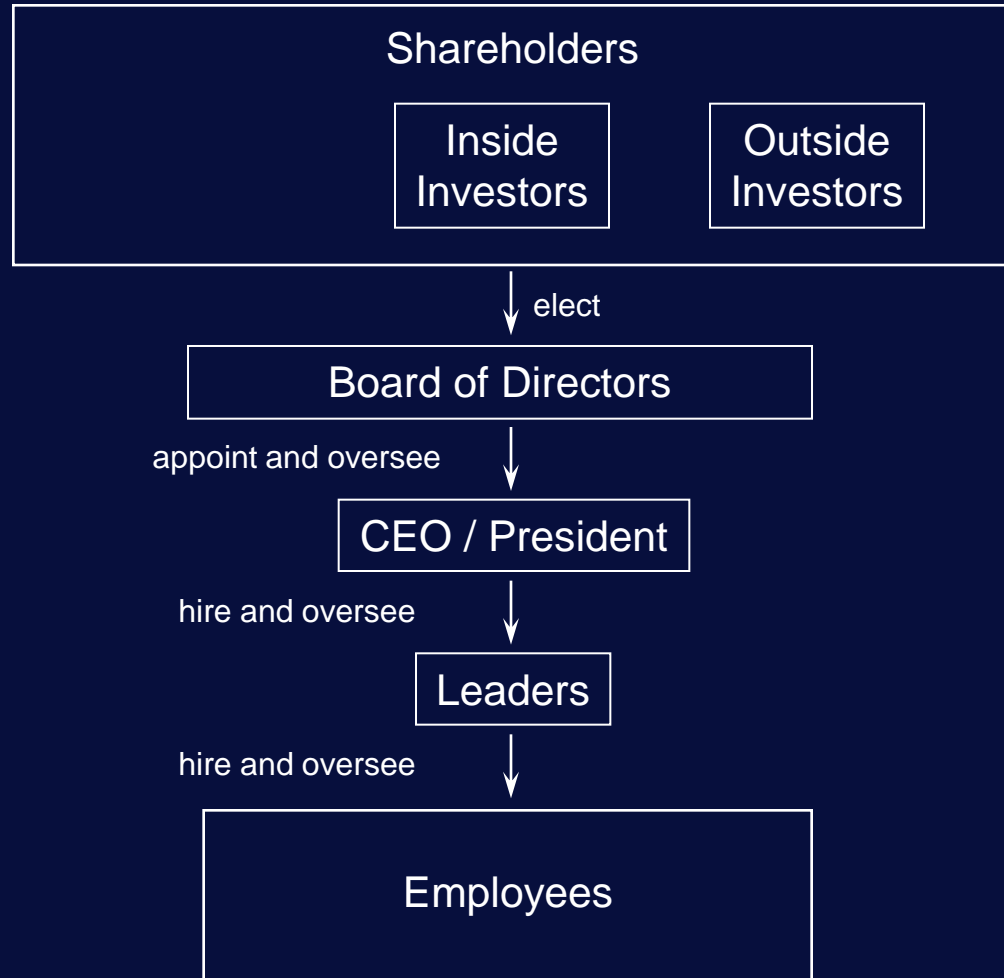 Shareholders
Inside
Investors
Outside
Investors
elect
Board of Directors
appoint and oversee
CEO / President
hire and oversee
Leaders
hire and oversee
Employees